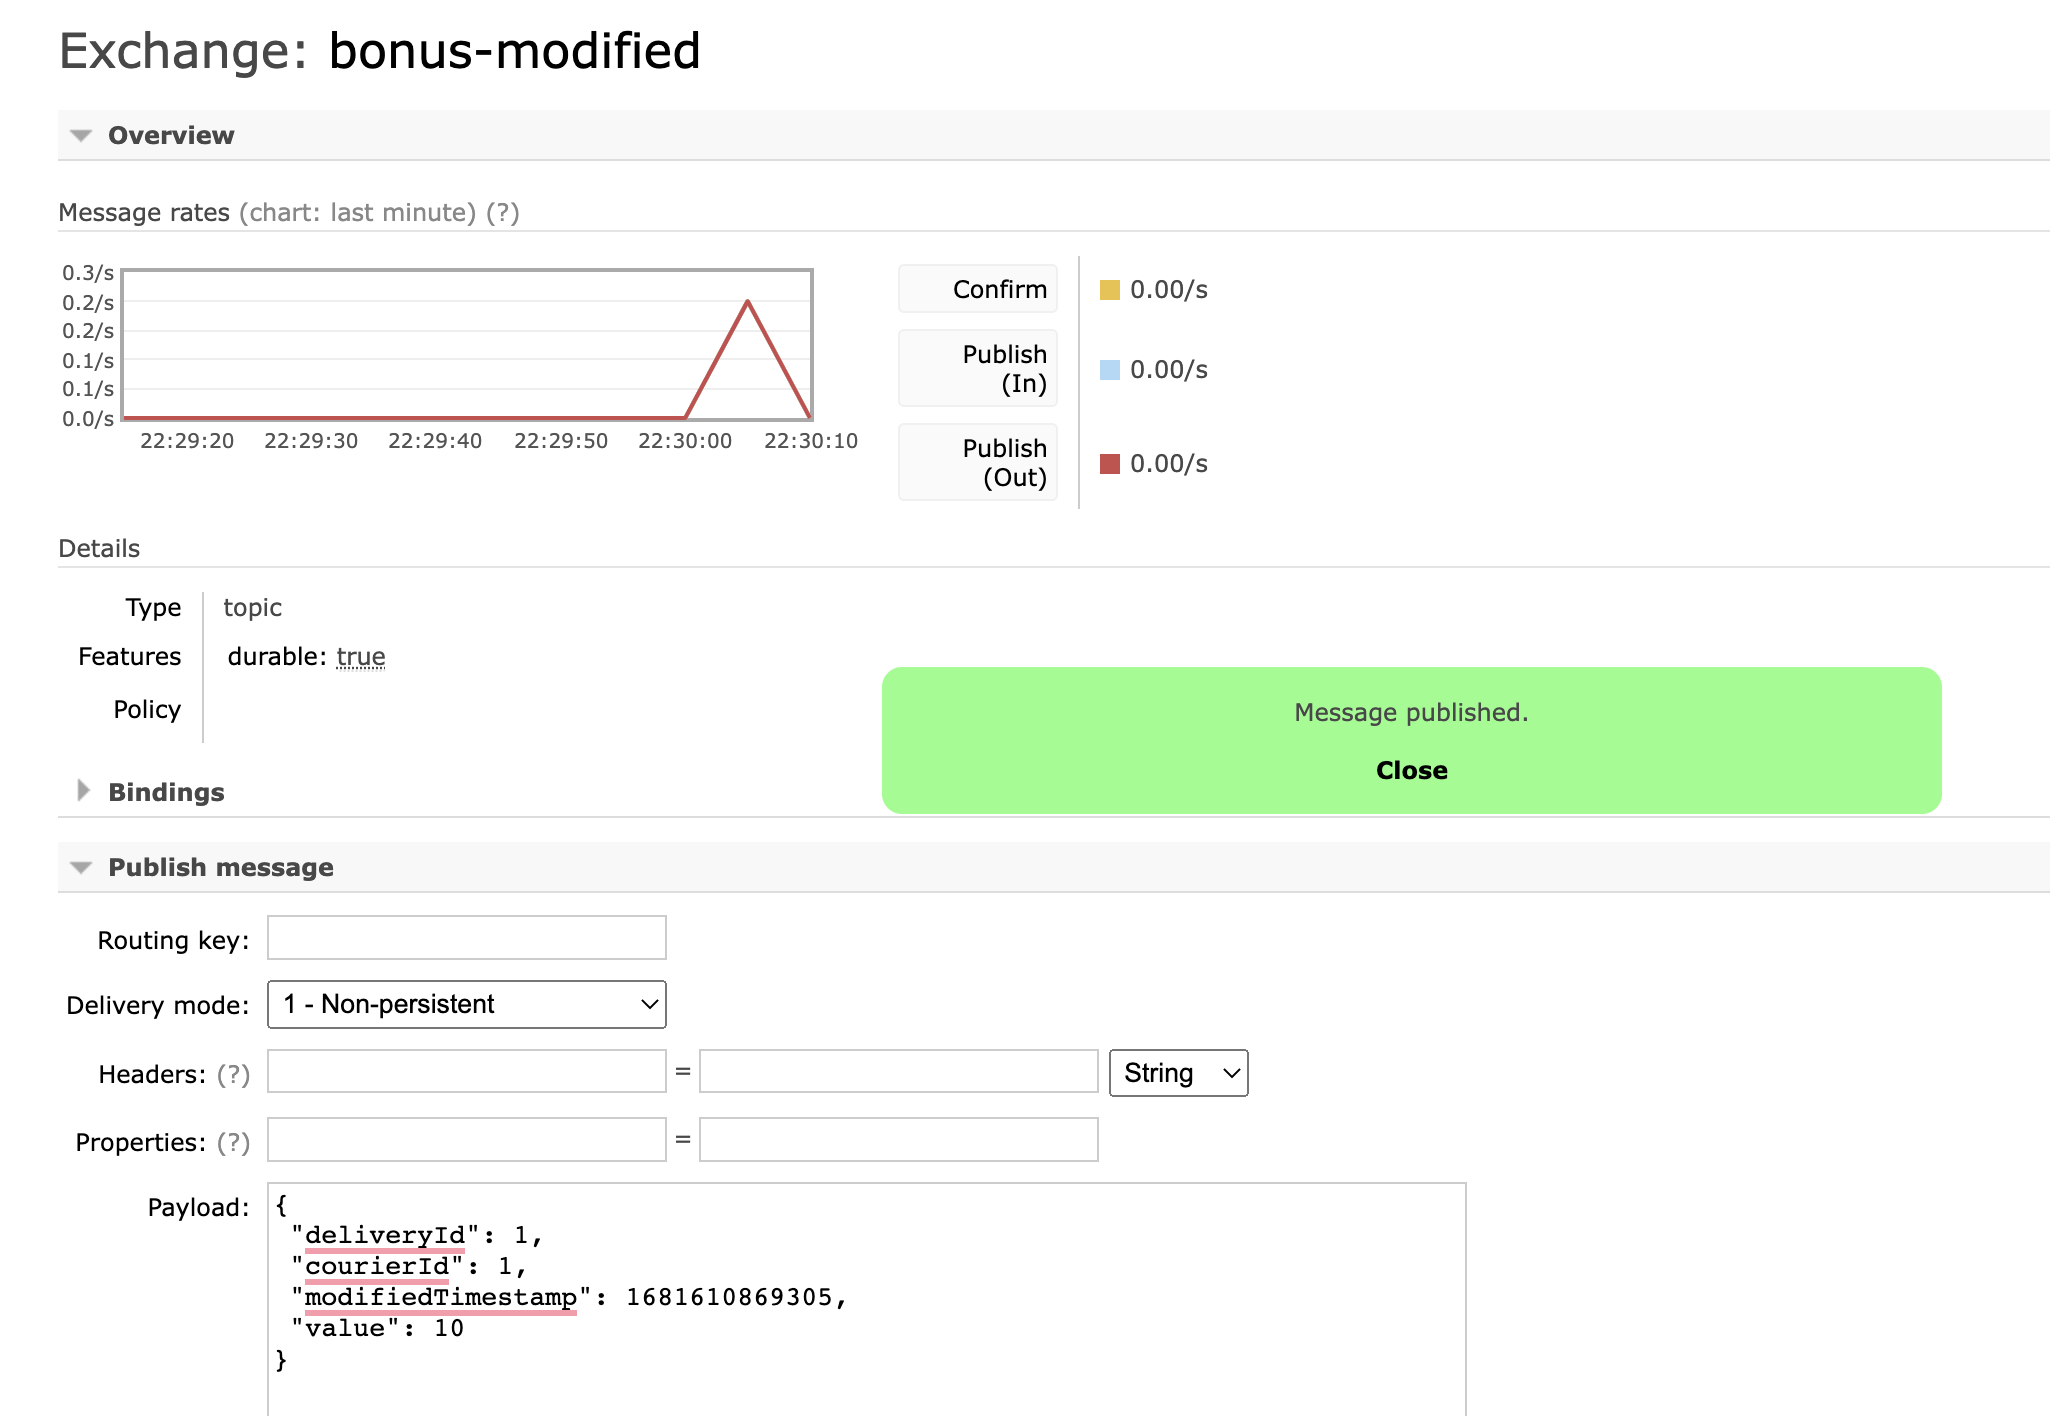 Exchange: bonus-modified
Overview
Message rates (chart: last minute) (?)
0.3/s
0.2/s
0.2/s
0.1/s
0.1/s
0.0/s
22:29:20 22:29:30 22:29:40 22:29:50 22:30:00 22:30:10
Confirm 0.00/s
Publish (In) 0.00/s
Publish (Out) 0.00/s
Details
Type topic
Features durable: true
Policy
Message published.
Close
Bindings
Publish message
Routing key:
Delivery mode: 1 - Non-persistent
Headers: (?) = String
Properties: (?) =
Payload: {
"deliveryId": 1,
"courierId": 1,
"modifiedTimestamp": 1681610869305,
"value": 10
}